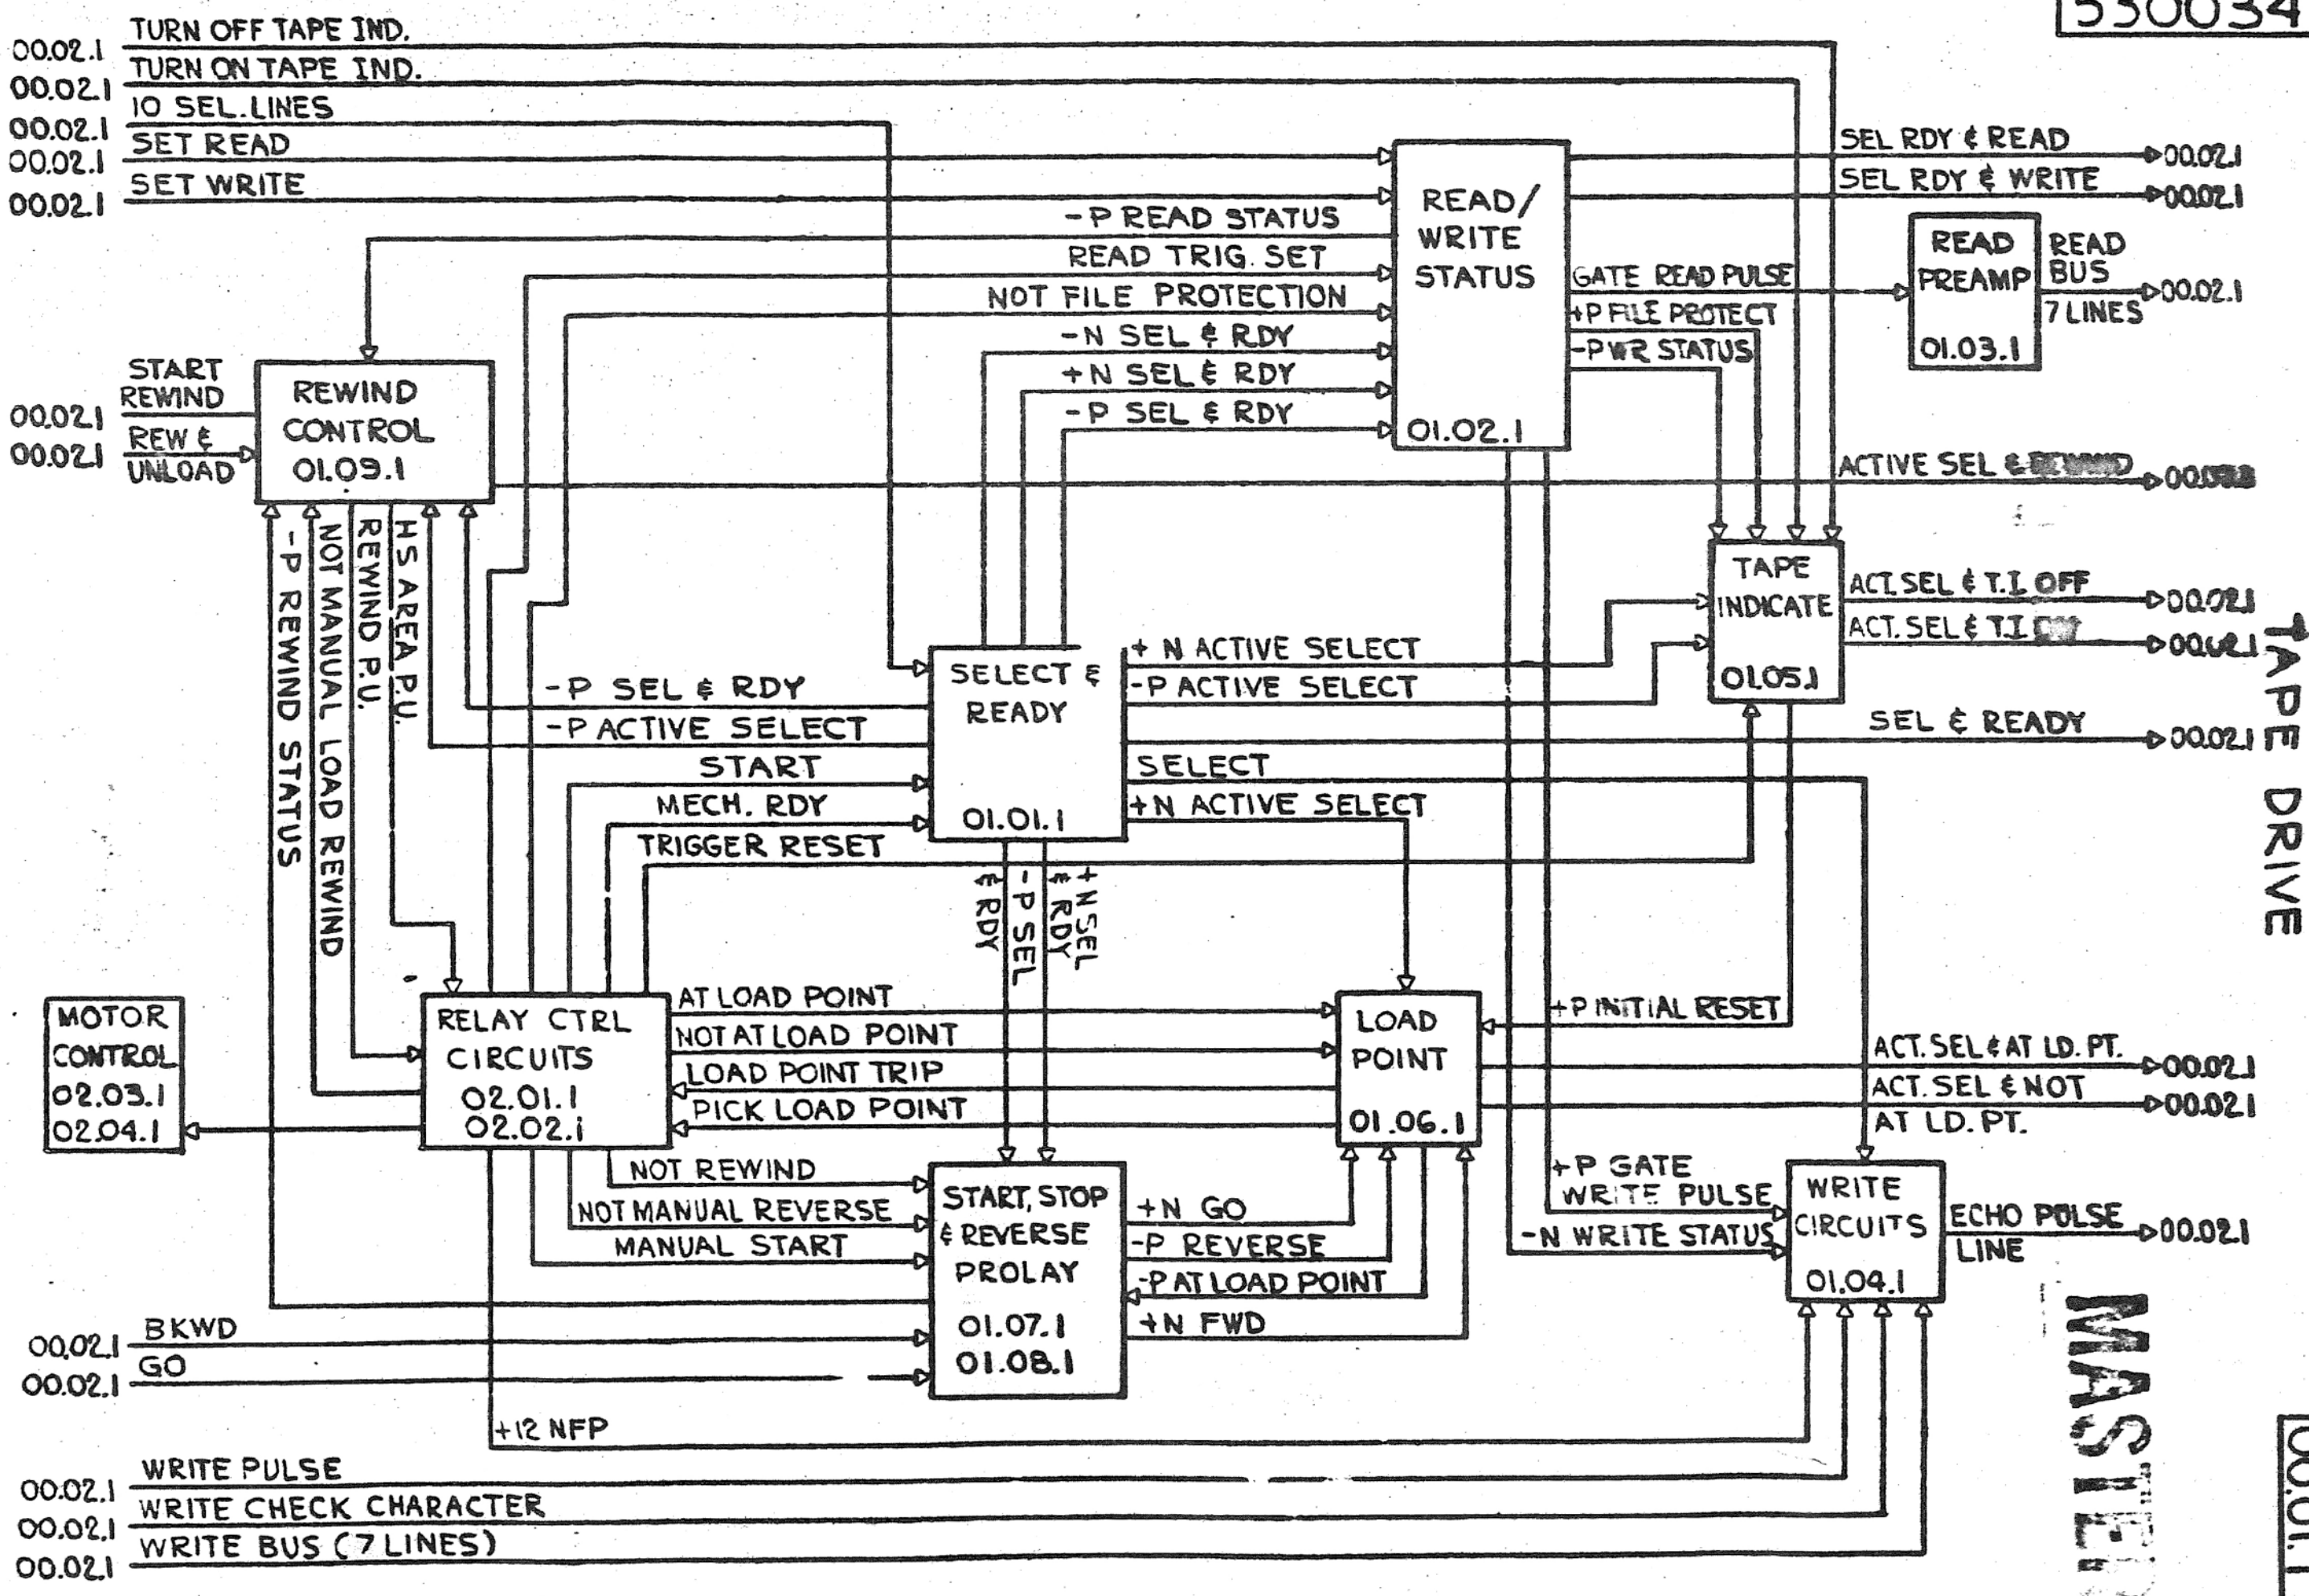 530034
TURN OFF TAPE IND.
00.02.1
TURN ON TAPE IND.
00.02.1
10 SEL. LINES
00.02.1
SET READ
00.02.1
SET WRITE
00.02.1
-P READ STATUS
READ TRIG. SET
NOT FILE PROTECTION
-N SEL & RDY
+N SEL & RDY
-P SEL & RDY
READ/
WRITE
STATUS
01.02.1
SEL RDY & READ
00.02.1
SEL RDY & WRITE
00.02.1
GATE READ PULSE
+P FILE PROTECT
-P WR STATUS
READ
PREAMP
01.03.1
READ
BUS
7 LINES
00.02.1
START
REWIND
00.02.1
REW &
UNLOAD
00.02.1
REWIND
CONTROL
01.09.1
ACTIVE SEL &
-P REWIND STATUS
NOT MANUAL LOAD REWIND
REWIND P.U.
HS AREA P.U.
TAPE
INDICATE
01.05.1
ACT. SEL & T.I. OFF
00.02.1
ACT. SEL & T.I.
00.02.1
TAPE DRIVE
-P SEL & RDY
-P ACTIVE SELECT
START
MECH. RDY
TRIGGER RESET
SELECT &
READY
01.01.1
+ N ACTIVE SELECT
-P ACTIVE SELECT
SEL & READY
00.02.1
SELECT
+N ACTIVE SELECT
-P SEL
& RDY
+N SEL
& RDY
MOTOR
CONTROL
02.03.1
02.04.1
RELAY CTRL
CIRCUITS
02.01.1
02.02.1
AT LOAD POINT
NOT AT LOAD POINT
LOAD POINT TRIP
PICK LOAD POINT
LOAD
POINT
01.06.1
+P INITIAL RESET
ACT. SEL & AT LD. PT.
00.02.1
ACT. SEL & NOT
AT LD. PT.
00.02.1
NOT REWIND
NOT MANUAL REVERSE
MANUAL START
START, STOP
& REVERSE
PROLAY
01.07.1
01.08.1
+N GO
-P REVERSE
-P AT LOAD POINT
+N FWD
+P GATE
WRITE PULSE
-N WRITE STATUS
WRITE
CIRCUITS
01.04.1
ECHO PULSE
LINE
00.02.1
BKWD
00.02.1
GO
00.02.1
+12 NFP
WRITE PULSE
00.02.1
WRITE CHECK CHARACTER
00.02.1
WRITE BUS (7 LINES)
00.02.1
MASTER
00.01.1